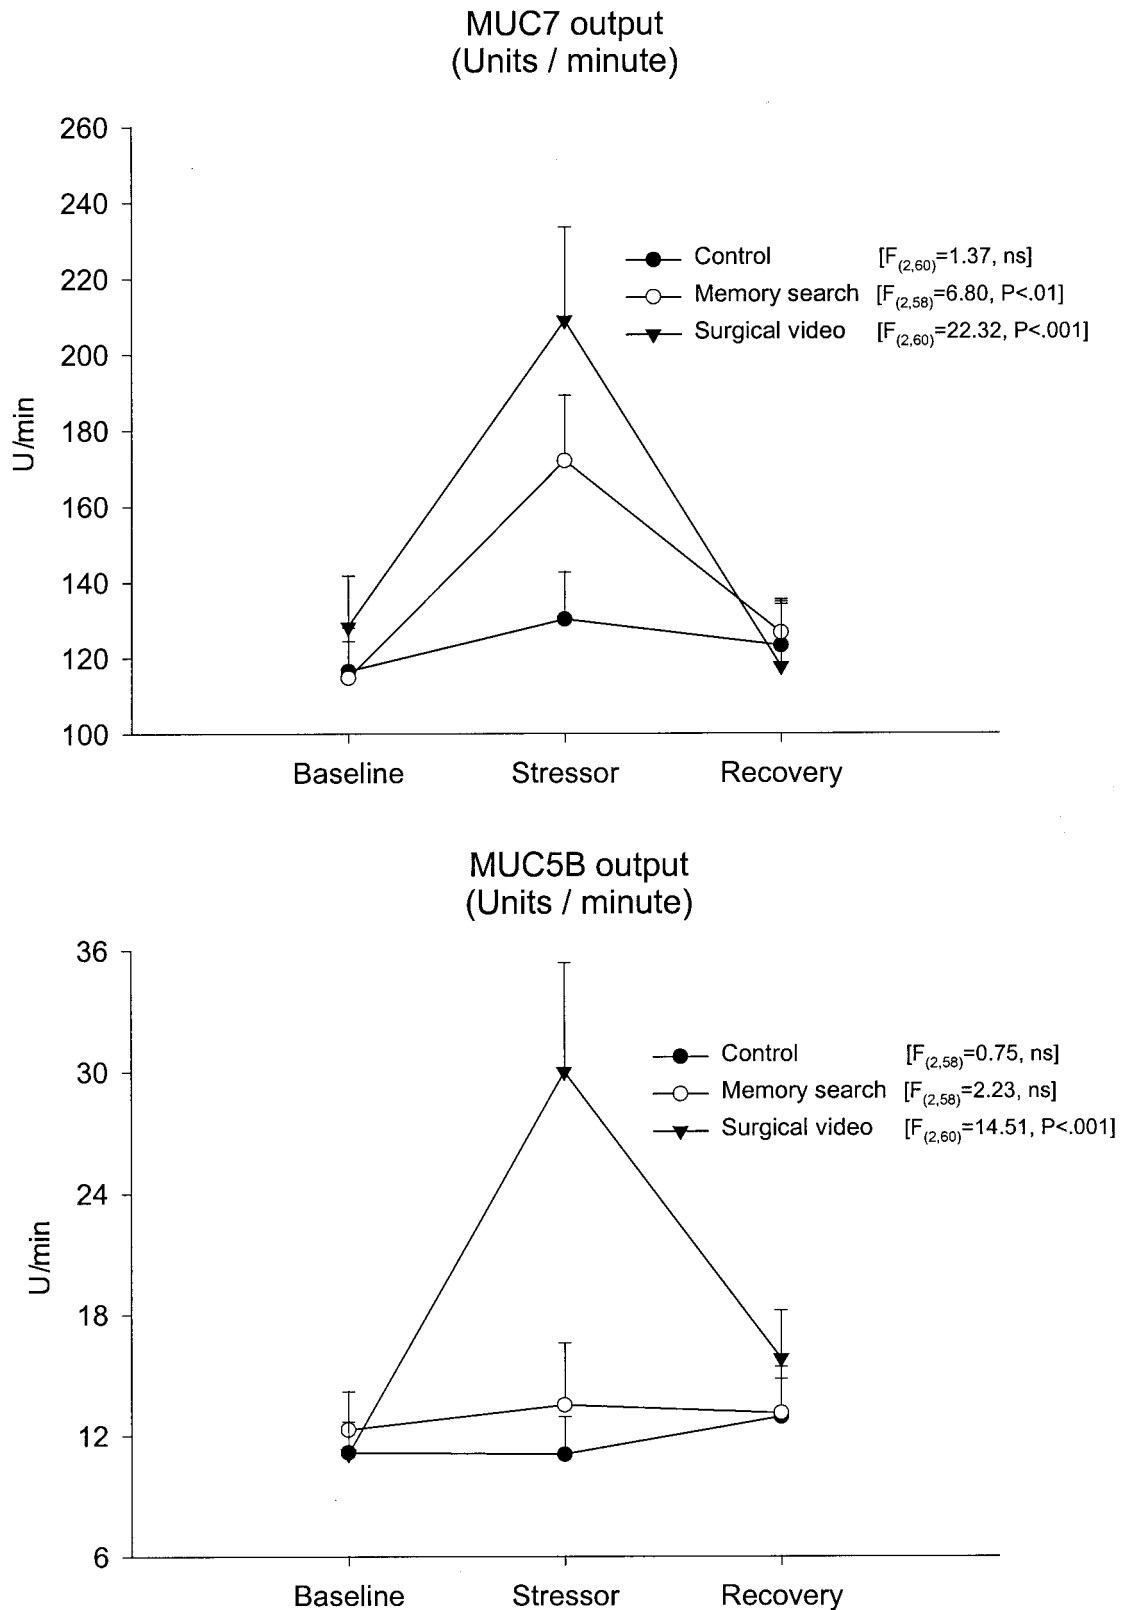 MUC7 output
(Units / minute)
260
240
220
200
180
160
140
120
100
U/min
Control [F(2,60)=1.37, ns]
Memory search [F(2,58)=6.80, P<.01]
Surgical video [F(2,60)=22.32, P<.001]
Baseline Stressor Recovery
MUC5B output
(Units / minute)
36
30
24
18
12
6
U/min
Control [F(2,58)=0.75, ns]
Memory search [F(2,58)=2.23, ns]
Surgical video [F(2,60)=14.51, P<.001]
Baseline Stressor Recovery